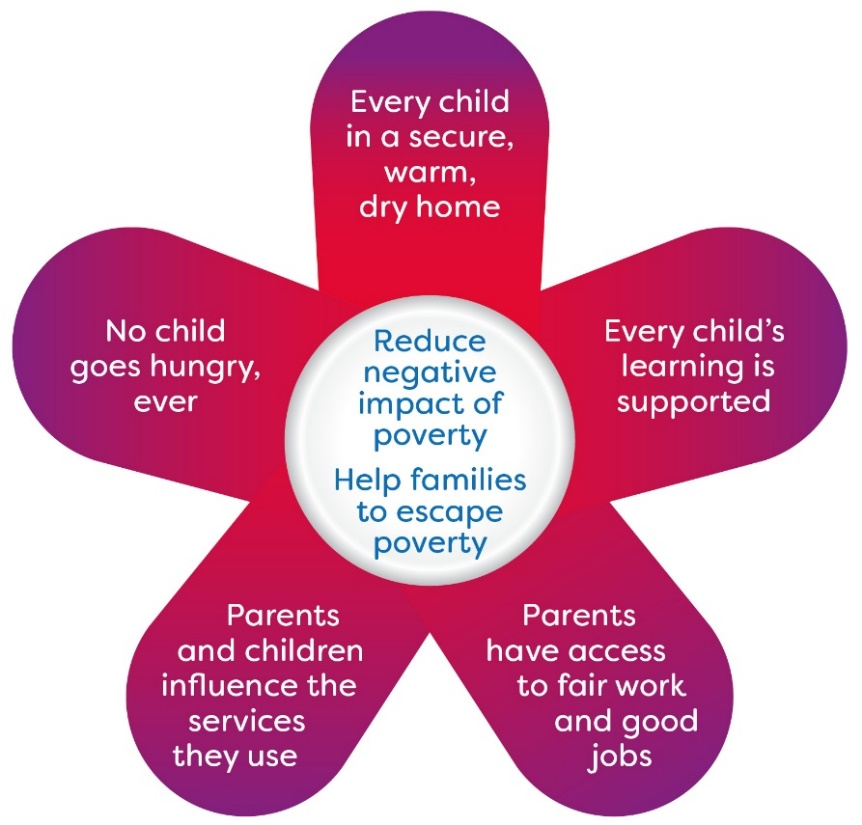 Every child
in a secure,
warm,
dry home
No child
goes hungry,
ever
Reduce
negative
impact of
poverty
Help families
to escape
poverty
Every child’s
learning is
supported
Parents
and children
influence the
services
they use
Parents
have access
to fair work
and good
jobs